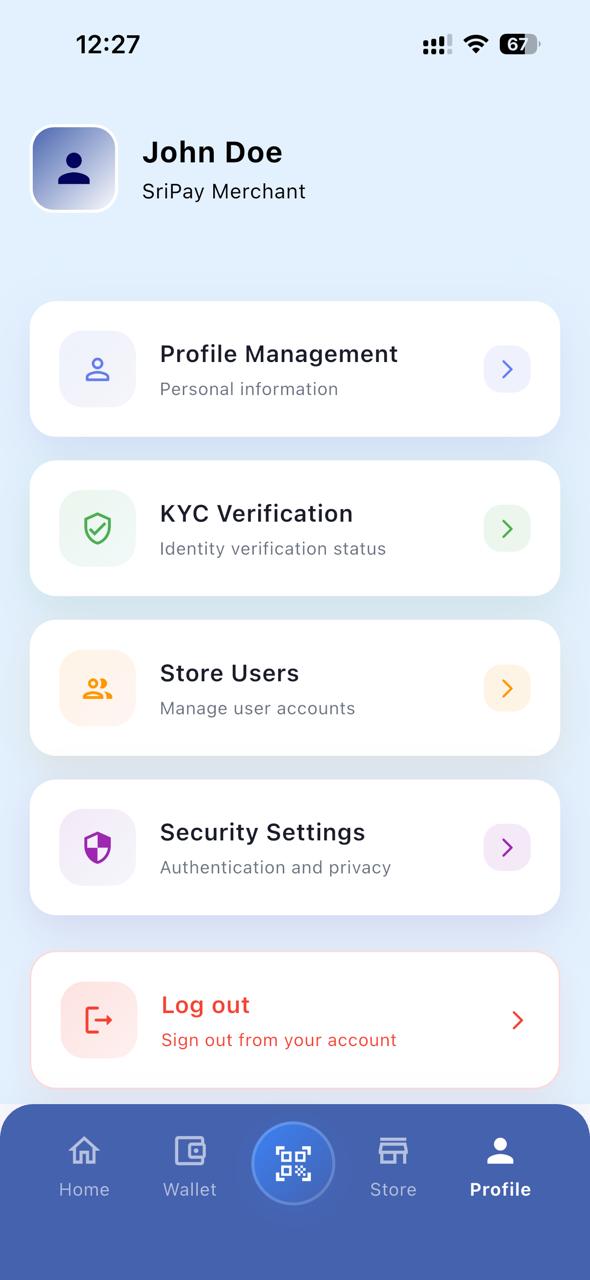 12:27
67
John Doe
SriPay Merchant
Profile Management
Personal information
KYC Verification
Identity verification status
Store Users
Manage user accounts
Security Settings
Authentication and privacy
Log out
Sign out from your account
Home
Wallet
Store
Profile